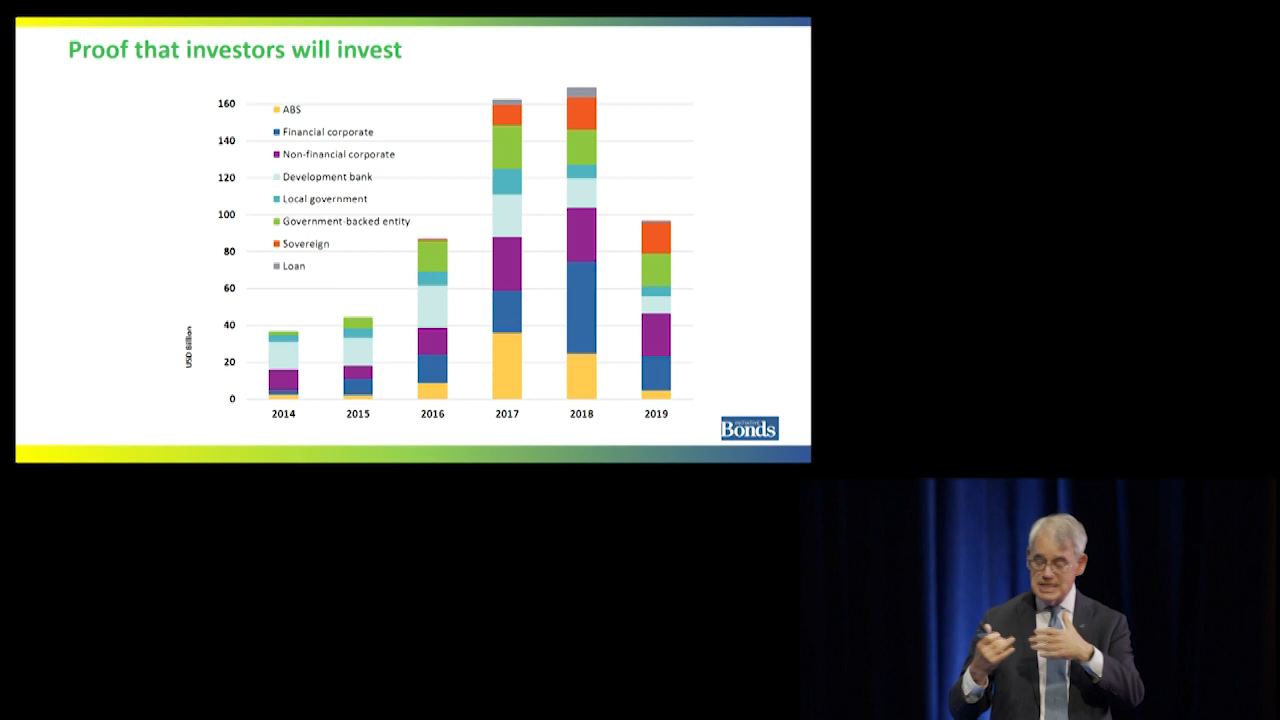 Proof that investors will invest
160
140
120
100
80
60
40
20
0
USD Billion
ABS
Financial corporate
Non-financial corporate
Development bank
Local government
Government-backed entity
Sovereign
Loan
2014 2015 2016 2017 2018 2019
Bonds